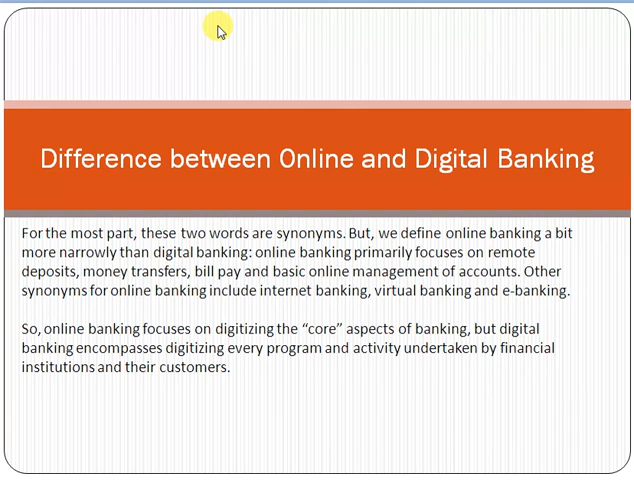 Difference between Online and Digital Banking
For the most part, these two words are synonyms. But, we define online banking a bit
more narrowly than digital banking: online banking primarily focuses on remote
deposits, money transfers, bill pay and basic online management of accounts. Other
synonyms for online banking include internet banking, virtual banking and e-banking.
So, online banking focuses on digitizing the “core” aspects of banking, but digital
banking encompasses digitizing every program and activity undertaken by financial
institutions and their customers.